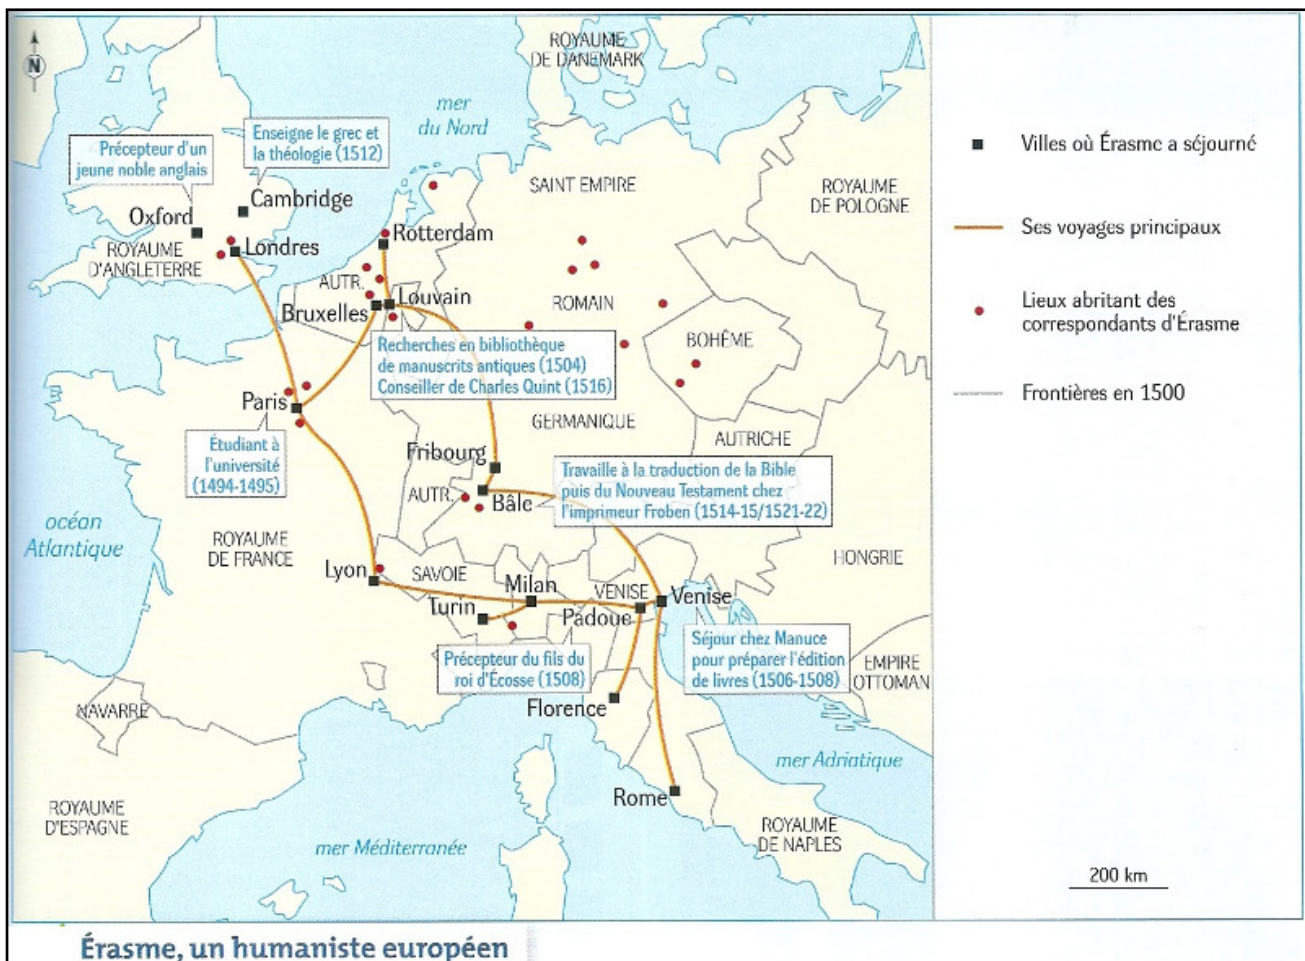 N
ROYAUME
DE DANEMARK
mer
du Nord
Enseigne le grec et
la théologie (1512)
Précepteur d'un
jeune noble anglais
SAINT EMPIRE
ROYAUME
DE POLOGNE
Cambridge
Oxford
Londres
ROYAUME
D'ANGLETERRE
Rotterdam
AUTR.
Louvain
Bruxelles
ROMAIN
BOHÊME
Recherches en bibliothèque
de manuscrits antiques (1504)
Conseiller de Charles Quint (1516)
Paris
GERMANIQUE
AUTRICHE
Étudiant à
l'université
(1494-1495)
Fribourg
Travaille à la traduction de la Bible
puis du Nouveau Testament chez
l'imprimeur Froben (1514-15/1521-22)
AUTR.
Bâle
océan
Atlantique
ROYAUME
DE FRANCE
HONGRIE
Lyon
SAVOIE
Milan
VENISE
Venise
Turin
Padoue
Précepteur du fils du
roi d'Écosse (1508)
Séjour chez Manuce
pour préparer l'édition
de livres (1506-1508)
EMPIRE
OTTOMAN
NAVARRE
Florence
mer Adriatique
Rome
ROYAUME
D'ESPAGNE
mer Méditerranée
ROYAUME
DE NAPLES
Villes où Érasme a séjourné
Ses voyages principaux
Lieux abritant des
correspondants d'Érasme
Frontières en 1500
200 km
Érasme, un humaniste européen